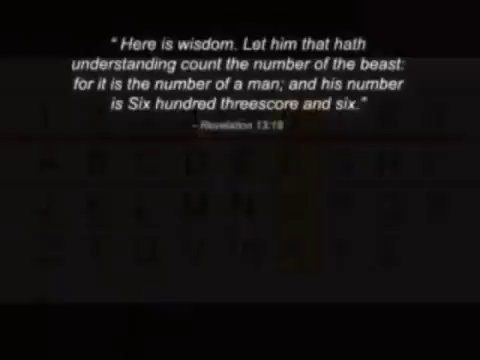 “ Here is wisdom. Let him that hath
understanding count the number of the beast:
for it is the number of a man; and his number
is Six hundred threescore and six.”
- Revelation 13:18
A B C D E F G H I
J K L M N O P Q R
S T U V W X Y Z